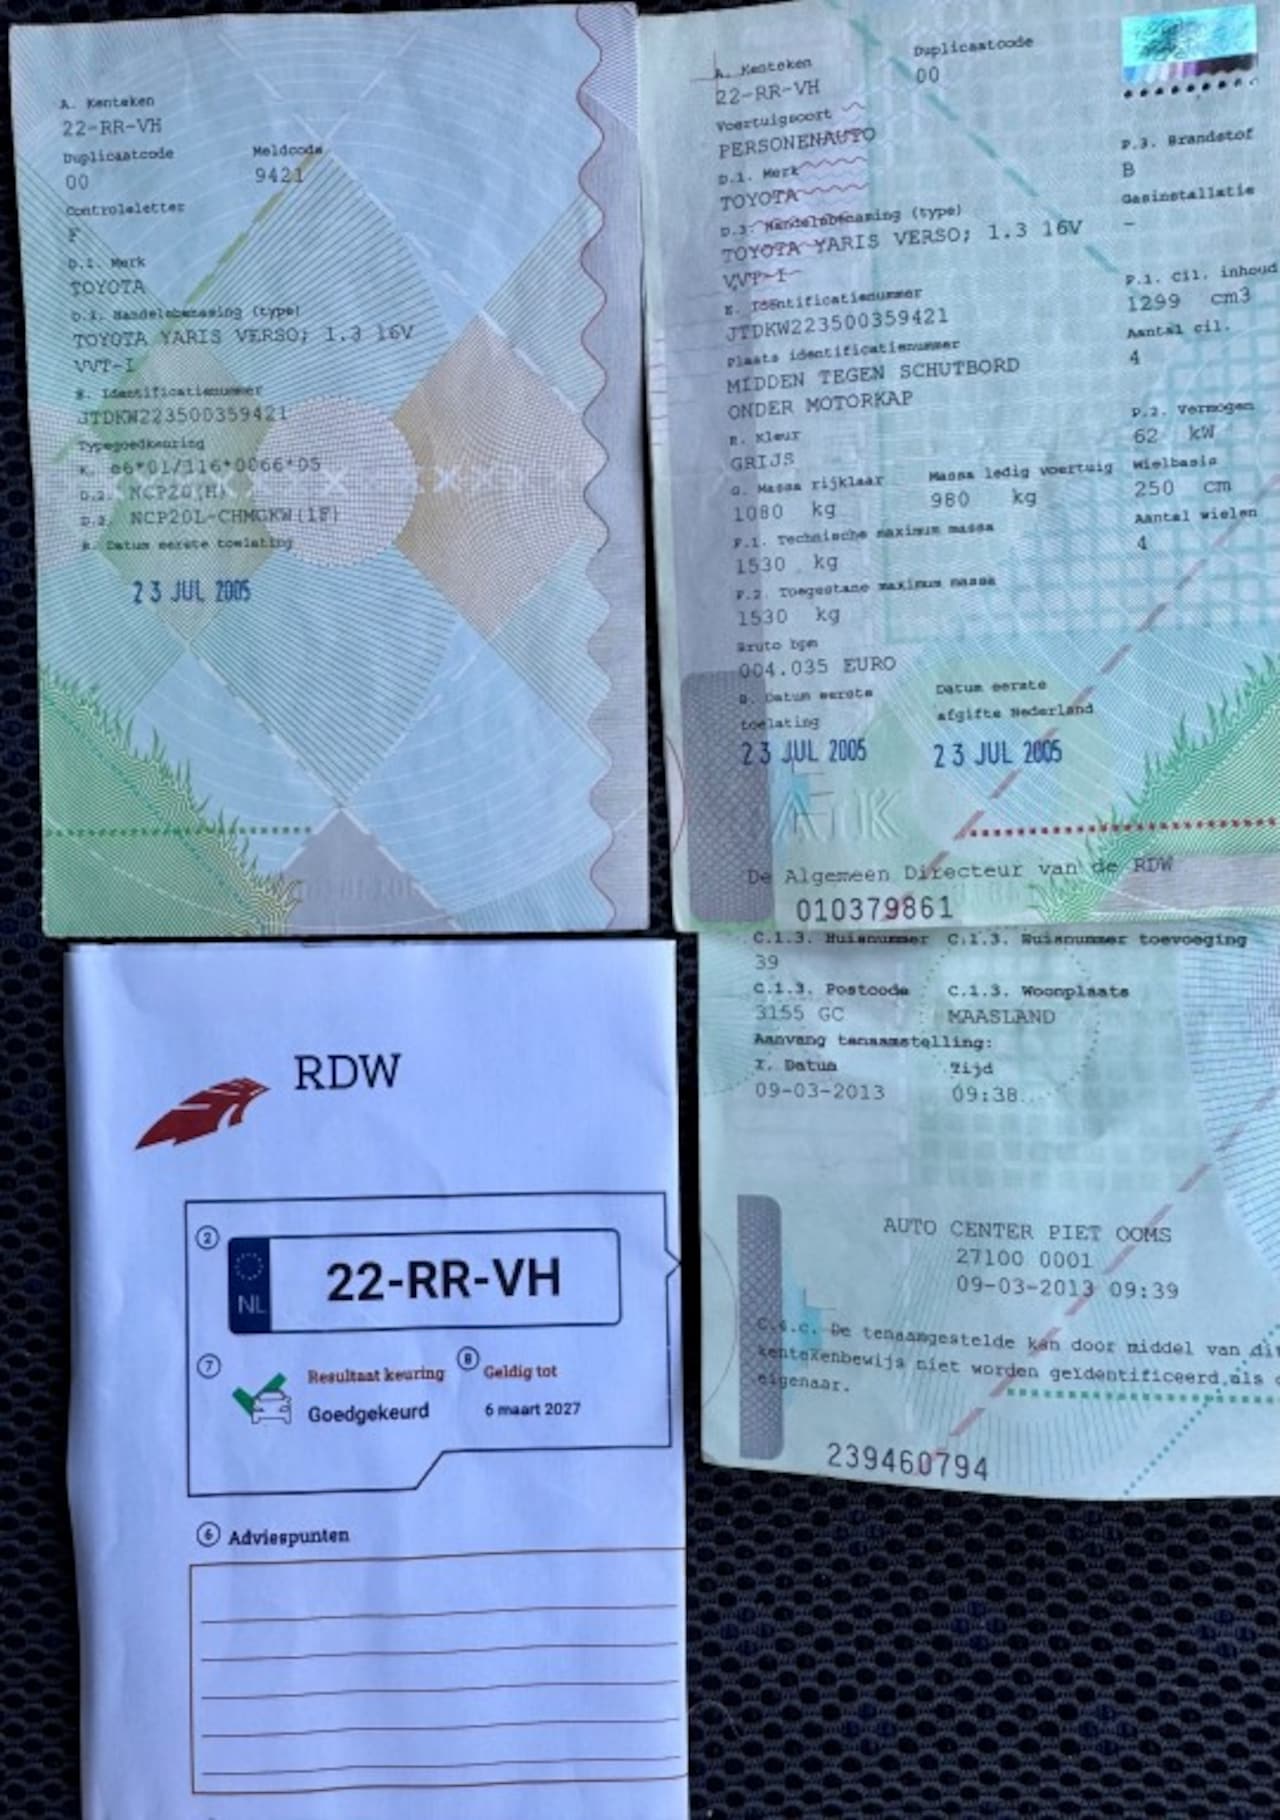 A. Kenteken
22-RR-VH
Duplicaatcode Meldcode
00 9421
Controleletter
F
D.1. Merk
TOYOTA
D.3. Handelsbenaming (type)
TOYOTA YARIS VERSO; 1.3 16V
VVT-I
E. Identificatienummer
JTDKW223500359421
Typegoedkeuring
K. e6*01/116*0066*05
D.2. NCP20(H)
D.2. NCP20L-CHMGKW(1F)
B. Datum eerste toelating
23 JUL 2005
A. Kenteken Duplicaatcode
22-RR-VH 00
Voertuigsoort
PERSONENAUTO
D.1. Merk
TOYOTA
D.3. Handelsbenaming (type)
TOYOTA YARIS VERSO; 1.3 16V
VVT-I
E. Identificatienummer
JTDKW223500359421
Plaats identificatienummer
MIDDEN TEGEN SCHUTBORD
ONDER MOTORKAP
R. Kleur
GRIJS
G. Massa rijklaar Massa ledig voertuig
1080 kg 980 kg
F.1. Technische maximum massa
1530 kg
F.2. Toegestane maximum massa
1530 kg
Bruto bpm
004.035 EURO
B. Datum eerste
toelating
23 JUL 2005
Datum eerste
afgifte Nederland
23 JUL 2005
P.3. Brandstof
B
Gasinstallatie
-
P.1. Cil. inhoud
1299 cm3
Aantal cil.
4
P.2. Vermogen
62 kW
Wielbasis
250 cm
Aantal wielen
4
De Algemeen Directeur van de RDW
010379861
C.1.3. Huisnummer C.1.3. Huisnummer toevoeging
39
C.1.3. Postcode C.1.3. Woonplaats
3155 GC MAASLAND
Aanvang tenaamstelling:
I. Datum Tijd
09-03-2013 09:38
AUTO CENTER PIET OOMS
27100 0001
09-03-2013 09:39
C.4.c. De tenaamgestelde kan door middel van dit
kentekenbewijs niet worden geïdentificeerd als
eigenaar.
239460794
RDW
2
NL
22-RR-VH
7 Resultaat keuring 8 Geldig tot
Goedgekeurd 6 maart 2027
6 Adviespunten